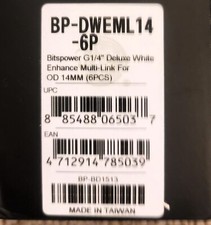 BP-DWEML14
-6P
Bitspower G1/4" Deluxe White
Enhance Multi-Link For
OD 14MM (6PCS)
UPC
8 85488 06503 7
EAN
4 712914 785039
BP-BD1513
MADE IN TAIWAN